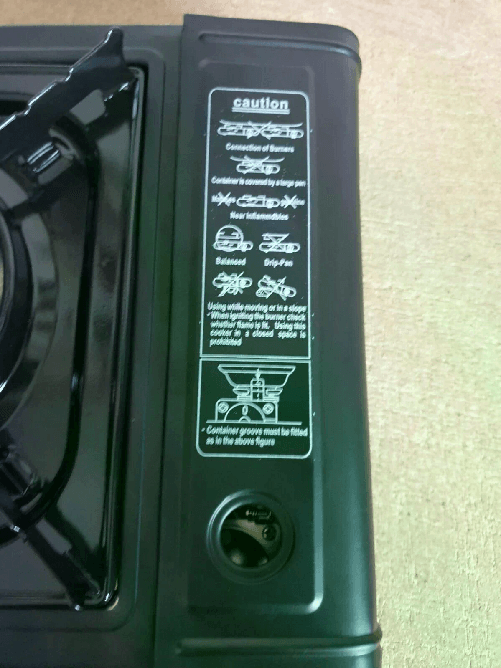 caution
Connection of Burners
Container is covered by a large pan
Near Inflammables
Balanced Drip-Pan
Using while moving or in a slope
- When igniting the burner check
whether flame is lit. Using this
cooker in a closed space is
prohibited
- Container groove must be fitted
as in the above figure